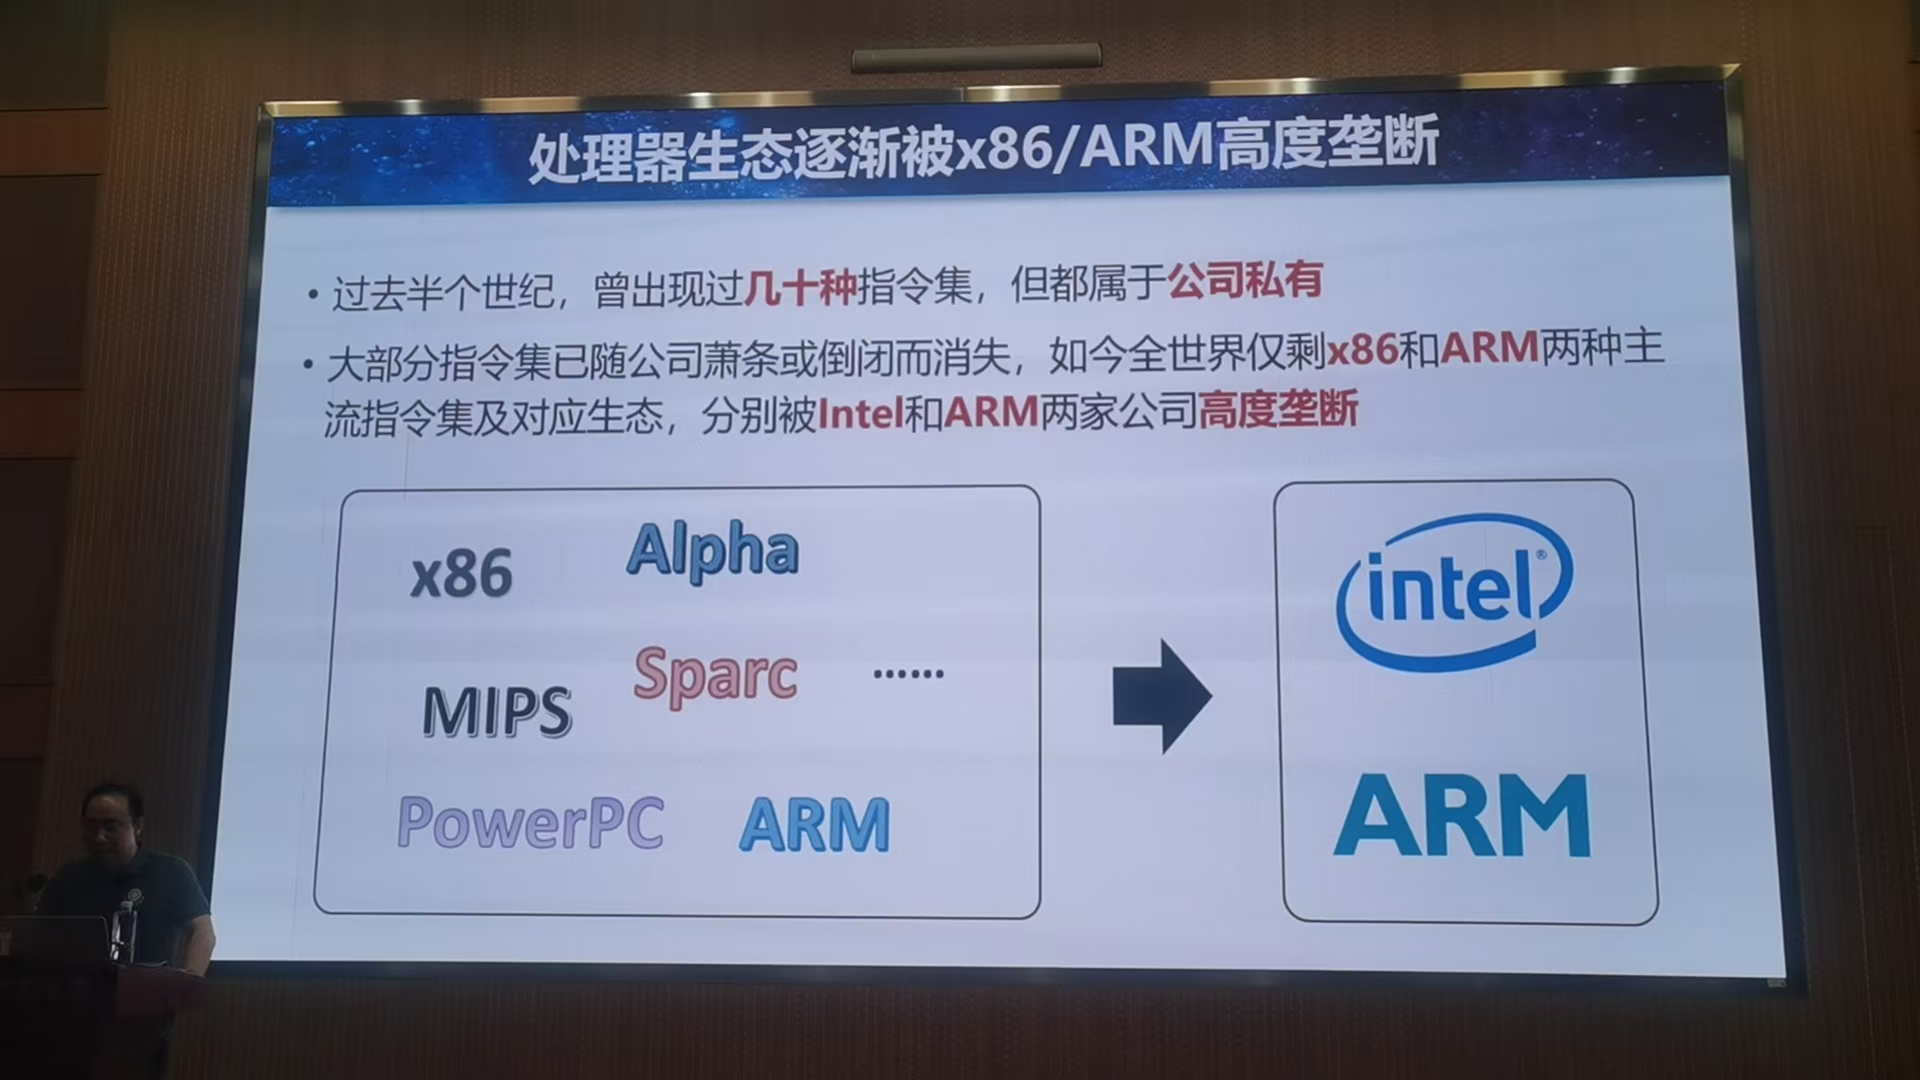 处理器生态逐渐被x86/ARM高度垄断
• 过去半个世纪，曾出现过几十种指令集，但都属于公司私有
• 大部分指令集已随公司萧条或倒闭而消失，如今全世界仅剩x86和ARM两种主
流指令集及对应生态，分别被Intel和ARM两家公司高度垄断
x86
Alpha
MIPS
Sparc
......
PowerPC
ARM
intel®
ARM